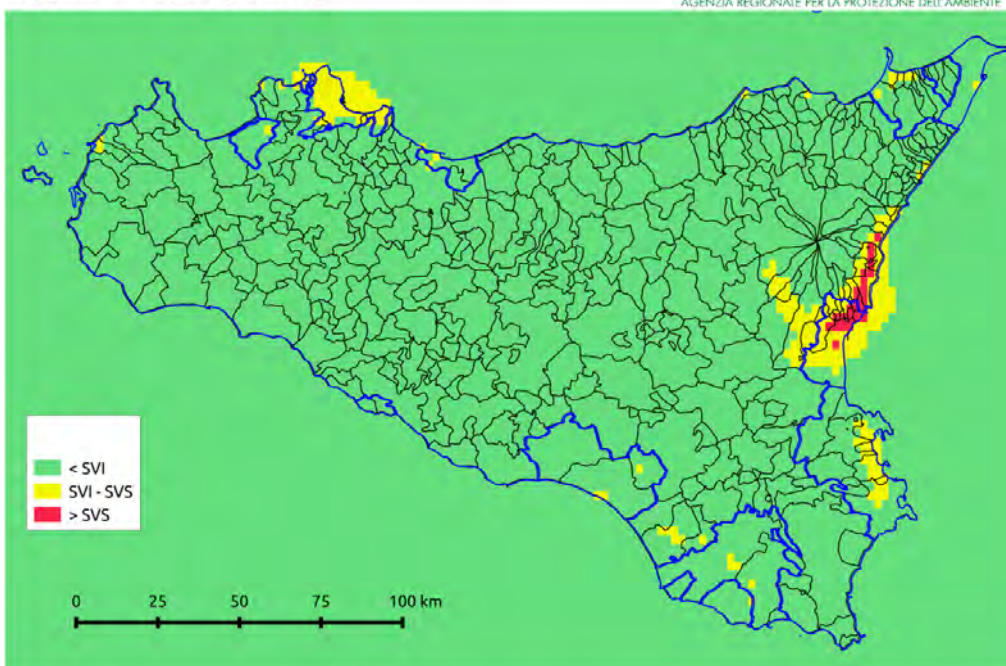 AGENZIA REGIONALE PER LA PROTEZIONE DELL'AMBIENTE
< SVI
SVI - SVS
> SVS
0 25 50 75 100 km